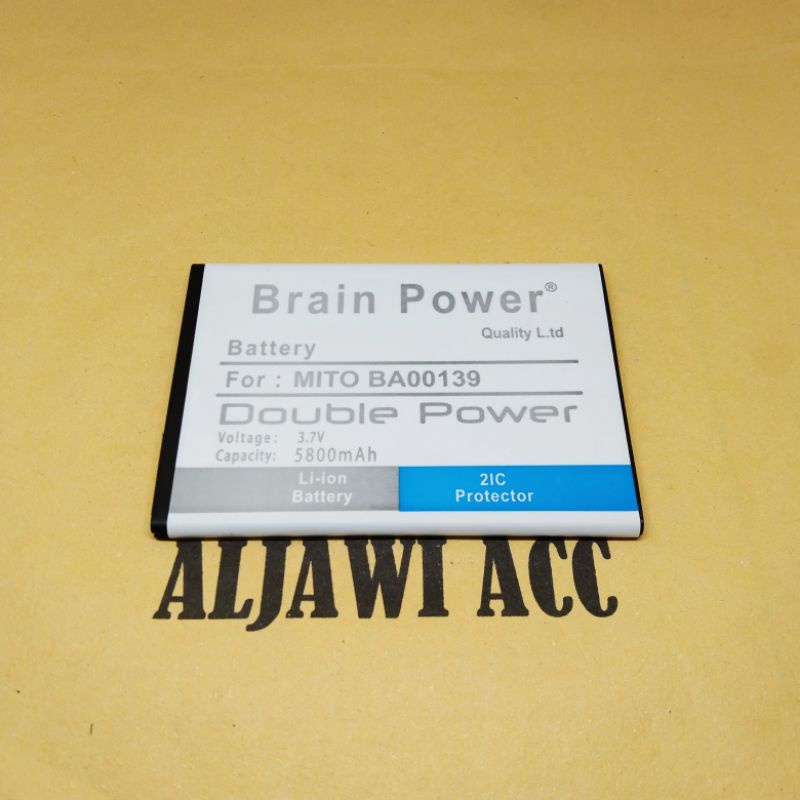 Brain Power®
Quality L.td
Battery
For : MITO BA00139
Double Power
Voltage: 3.7V
Capacity: 5800mAh
Li-ion
Battery
2IC
Protector
ALJAWI ACC